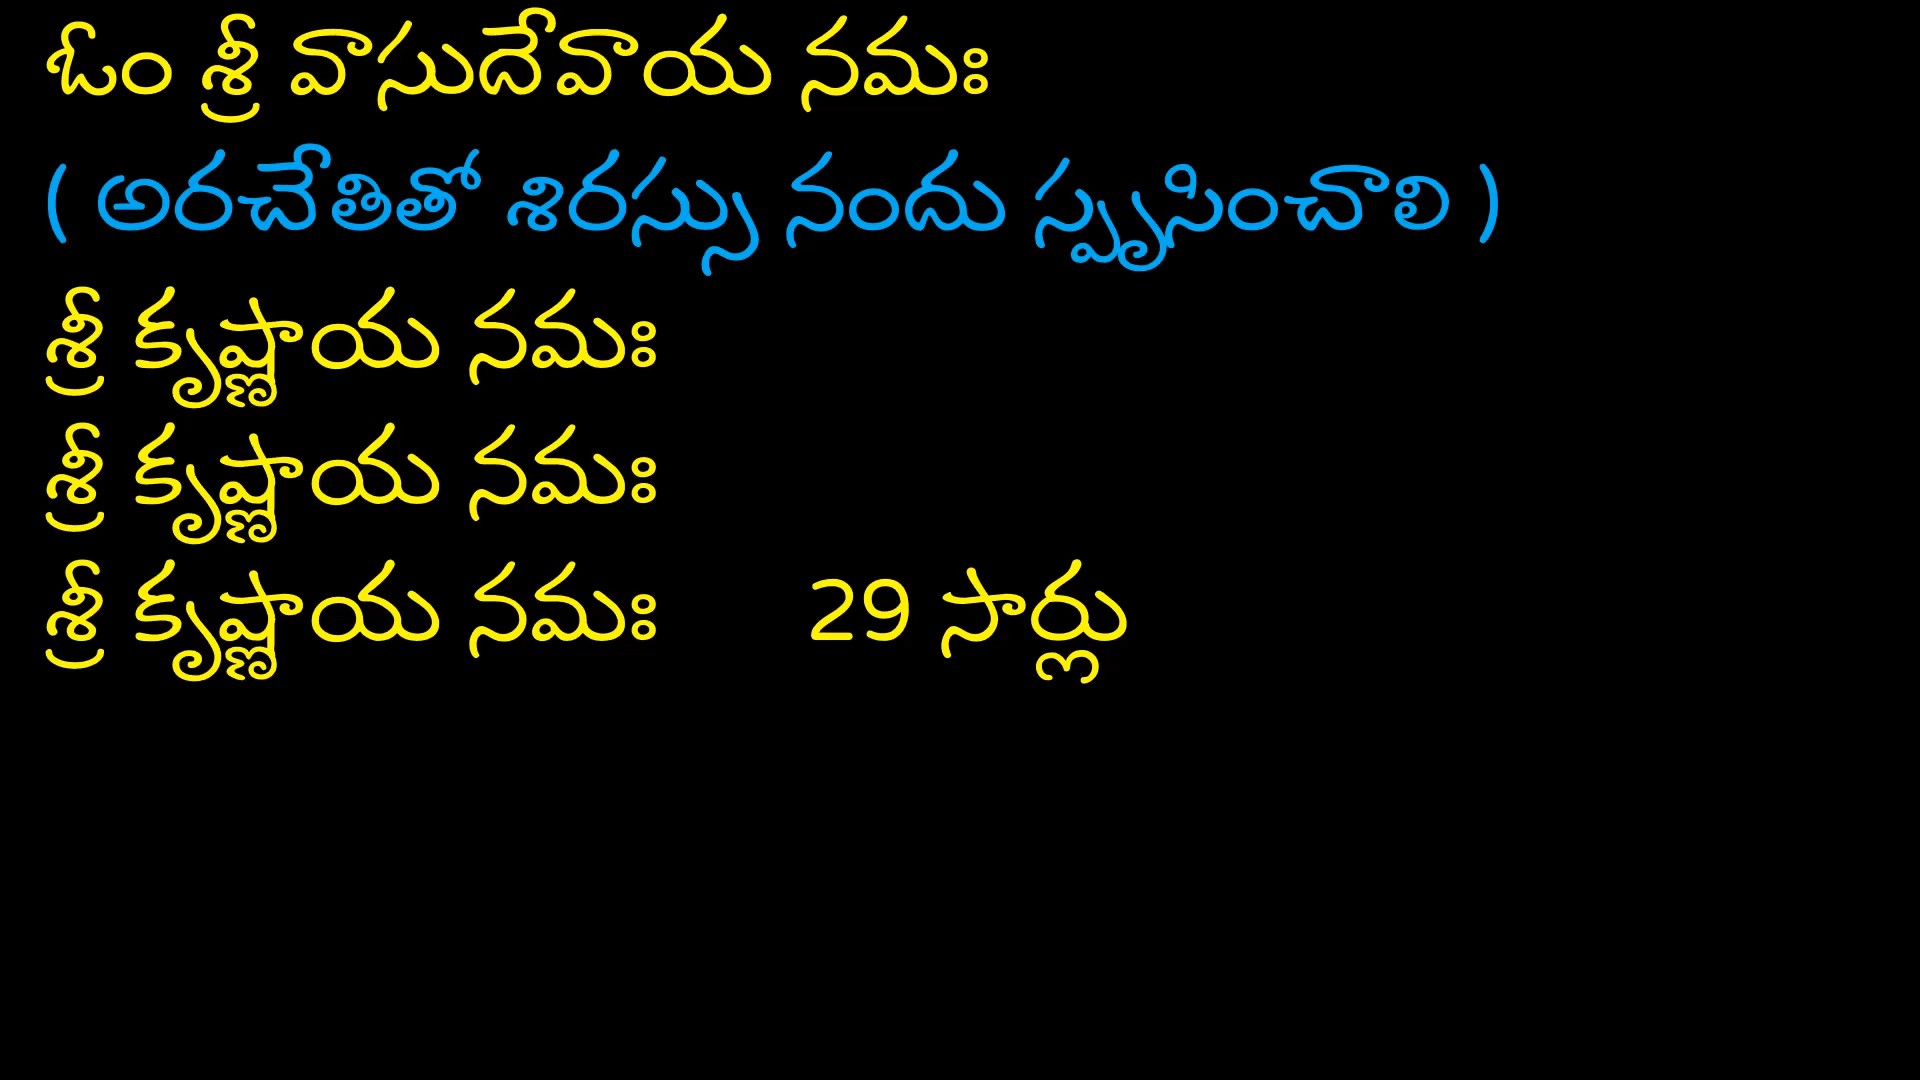 ఓం శ్రీ వాసుదేవాయ నమః
( అరచేతితో శిరస్సు నందు స్పృసించాలి )
శ్రీ కృష్ణాయ నమః
శ్రీ కృష్ణాయ నమః
శ్రీ కృష్ణాయ నమః 29 సార్లు